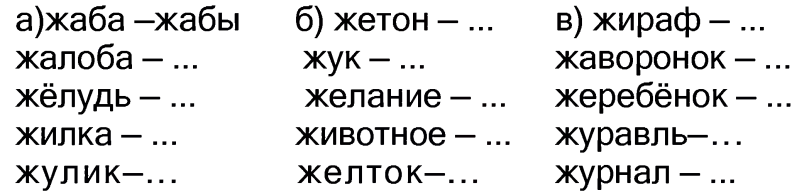 а)жаба –жабы б) жетон – ... в) жираф – ...
жалоба – ... жук – ... жаворонок – ...
жёлудь – ... желание – ... жеребёнок – ...
жилка – ... животное – ... журавль–...
жулик–... желток–... журнал – ...